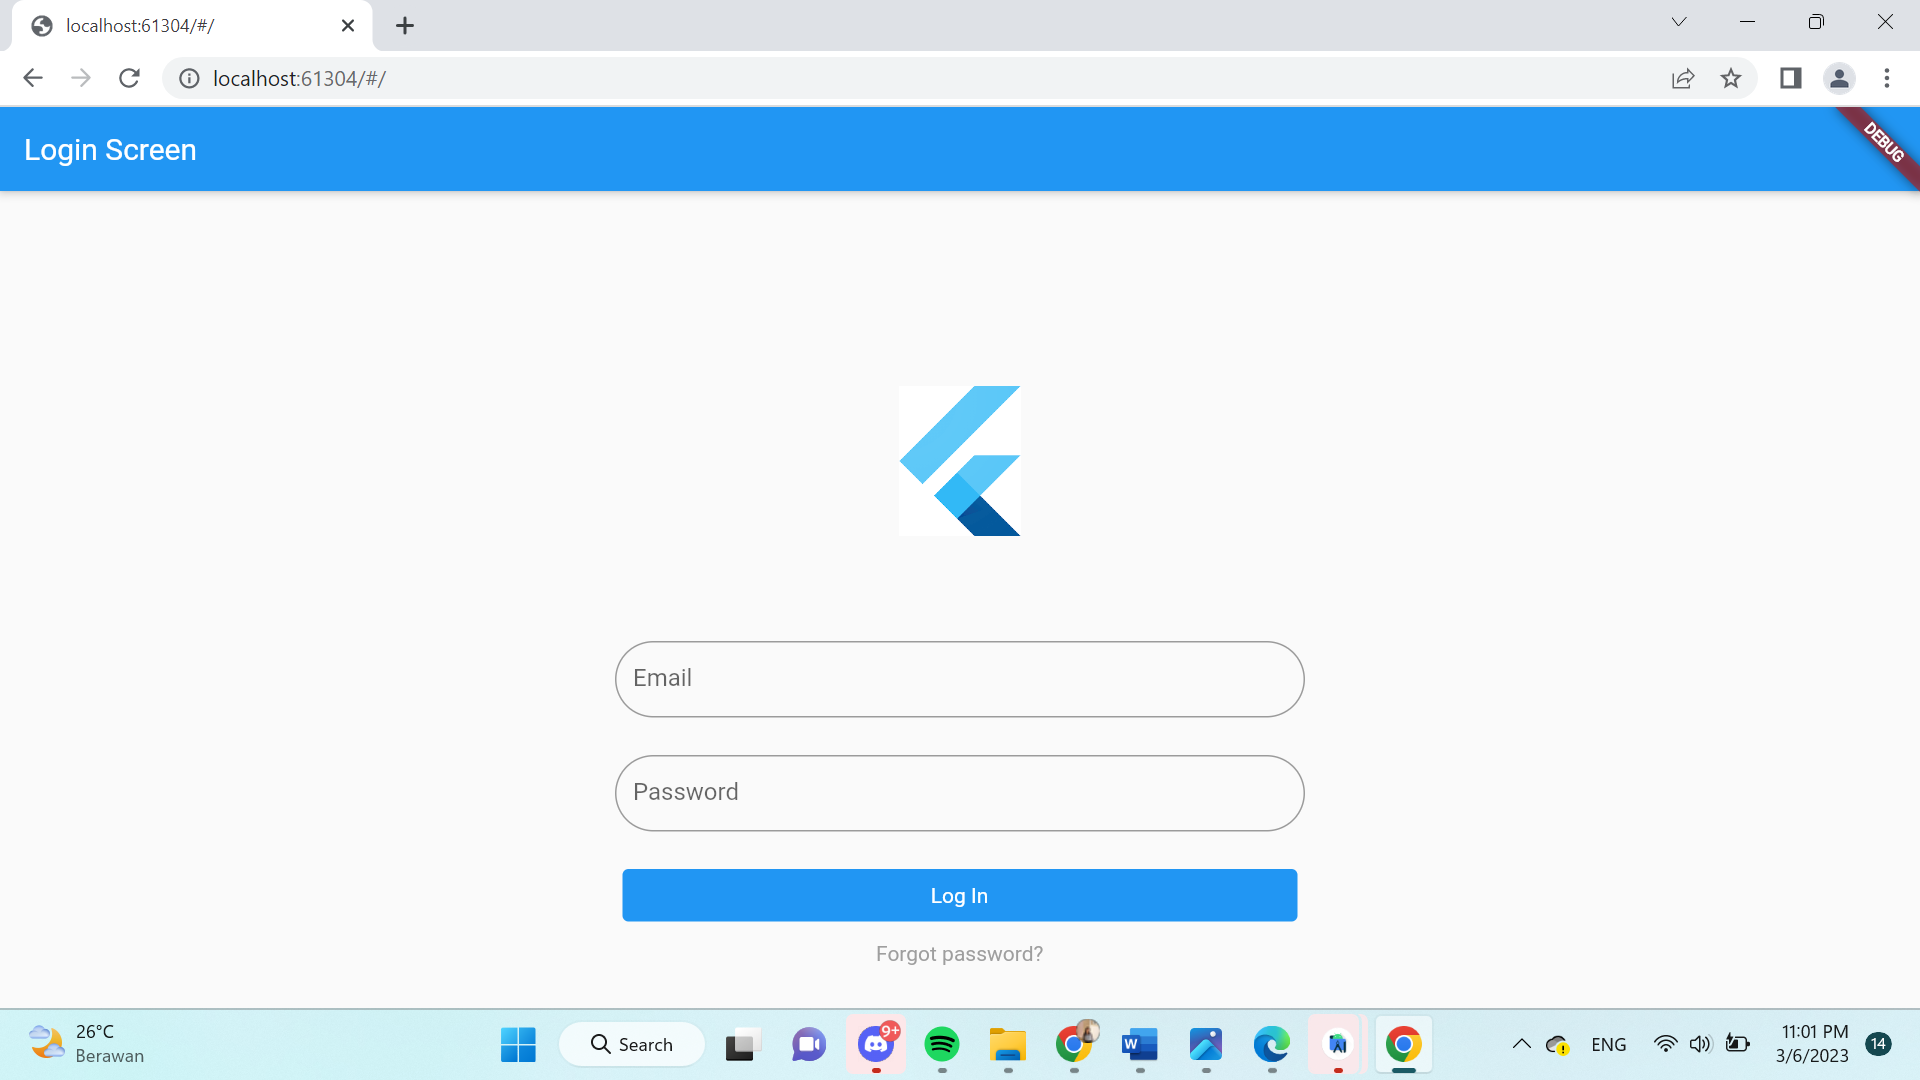 localhost:61304/#/
localhost:61304/#/
Login Screen
DEBUG
Email
Password
Log In
Forgot password?
26°C
Berawan
Search
9+
W
AI
ENG
11:01 PM
3/6/2023
14